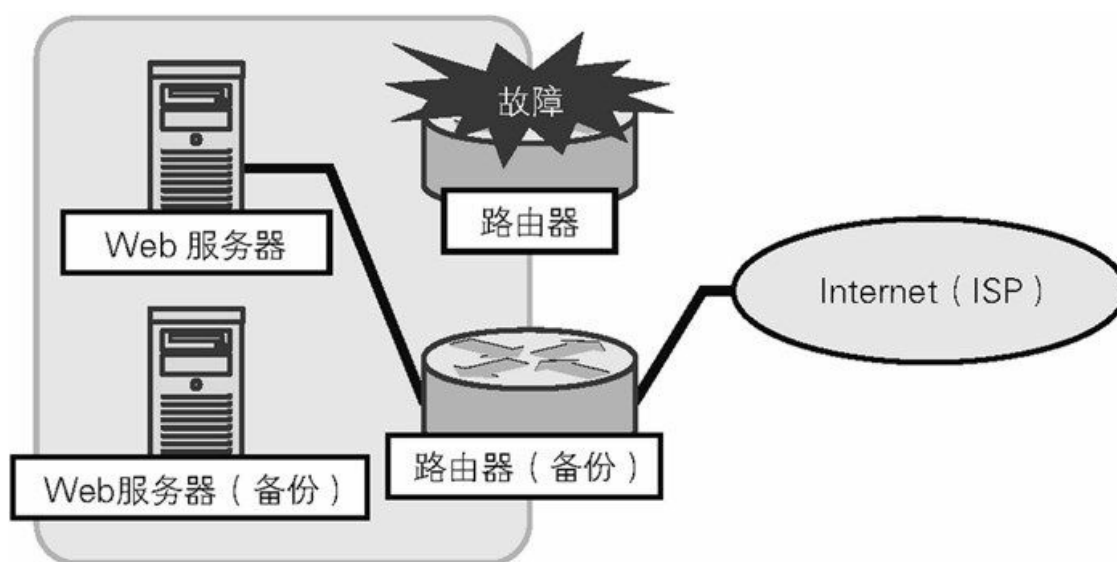 故障
路由器
Web 服务器
Internet（ISP）
Web服务器（备份）
路由器（备份）